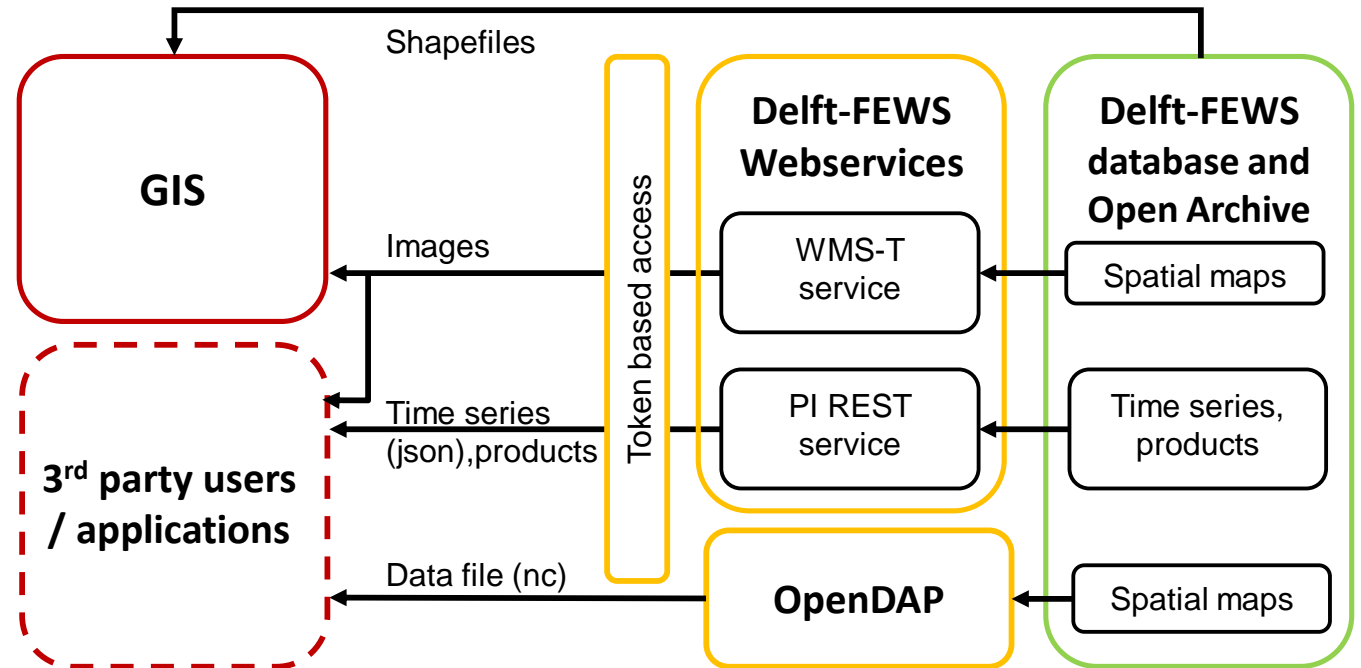 Shapefiles
GIS
Images
3rd party users
/ applications
Time series
(json),products
Data file (nc)
Token based access
Delft-FEWS
Webservices
WMS-T
service
PI REST
service
OpenDAP
Delft-FEWS
database and
Open Archive
Spatial maps
Time series,
products
Spatial maps